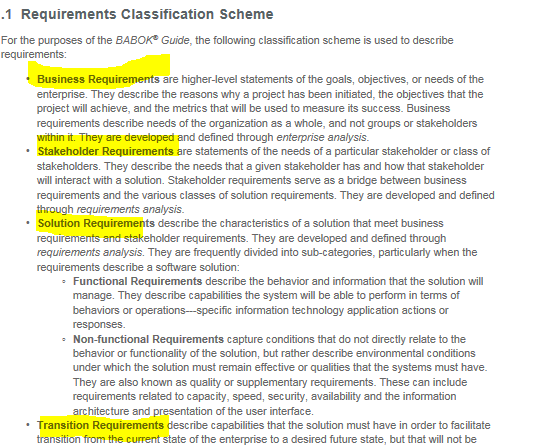 .1 Requirements Classification Scheme
For the purposes of the BABOK® Guide, the following classification scheme is used to describe
requirements:
• Business Requirements are higher-level statements of the goals, objectives, or needs of the
enterprise. They describe the reasons why a project has been initiated, the objectives that the
project will achieve, and the metrics that will be used to measure its success. Business
requirements describe needs of the organization as a whole, and not groups or stakeholders
within it. They are developed and defined through enterprise analysis.
• Stakeholder Requirements are statements of the needs of a particular stakeholder or class of
stakeholders. They describe the needs that a given stakeholder has and how that stakeholder
will interact with a solution. Stakeholder requirements serve as a bridge between business
requirements and the various classes of solution requirements. They are developed and defined
through requirements analysis.
• Solution Requirements describe the characteristics of a solution that meet business
requirements and stakeholder requirements. They are developed and defined through
requirements analysis. They are frequently divided into sub-categories, particularly when the
requirements describe a software solution:
◦ Functional Requirements describe the behavior and information that the solution will
manage. They describe capabilities the system will be able to perform in terms of
behaviors or operations---specific information technology application actions or
responses.
◦ Non-functional Requirements capture conditions that do not directly relate to the
behavior or functionality of the solution, but rather describe environmental conditions
under which the solution must remain effective or qualities that the systems must have.
They are also known as quality or supplementary requirements. These can include
requirements related to capacity, speed, security, availability and the information
architecture and presentation of the user interface.
• Transition Requirements describe capabilities that the solution must have in order to facilitate
transition from the current state of the enterprise to a desired future state, but that will not be